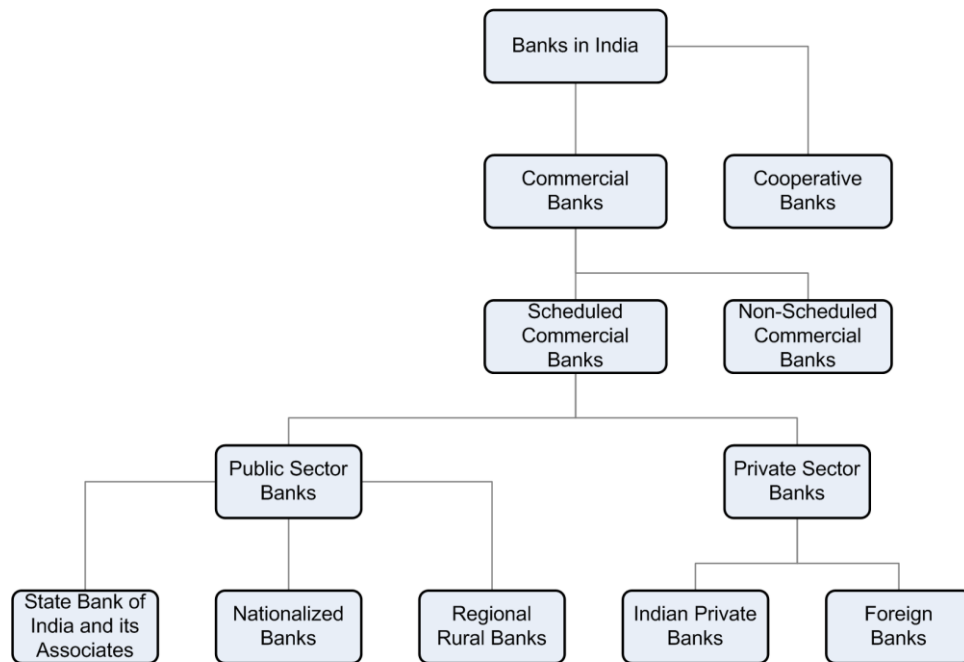 Banks in India
Commercial
Banks
Cooperative
Banks
Scheduled
Commercial
Banks
Non-Scheduled
Commercial
Banks
Public Sector
Banks
Private Sector
Banks
State Bank of
India and its
Associates
Nationalized
Banks
Regional
Rural Banks
Indian Private
Banks
Foreign
Banks